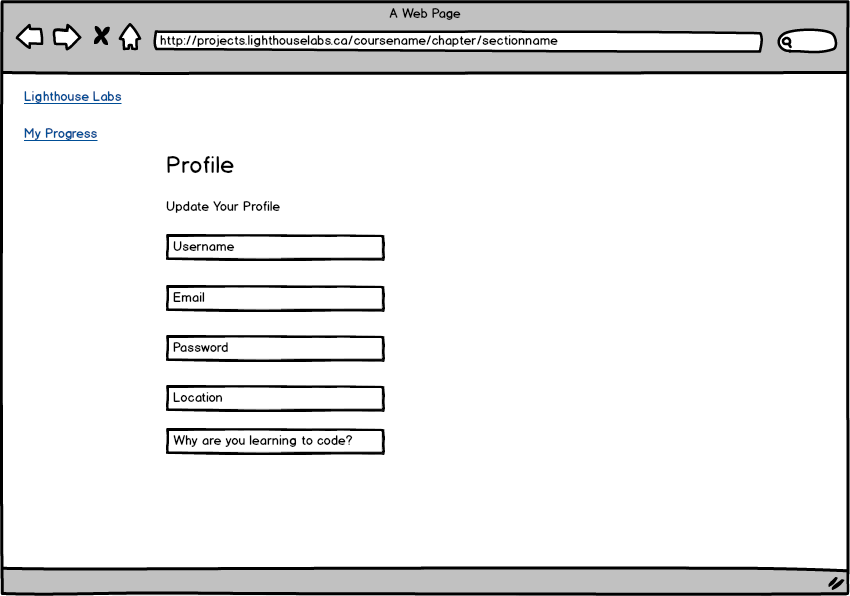 A Web Page
http://projects.lighthouselabs.ca/coursename/chapter/sectionname
Lighthouse Labs
My Progress
Profile
Update Your Profile
Username
Email
Password
Location
Why are you learning to code?